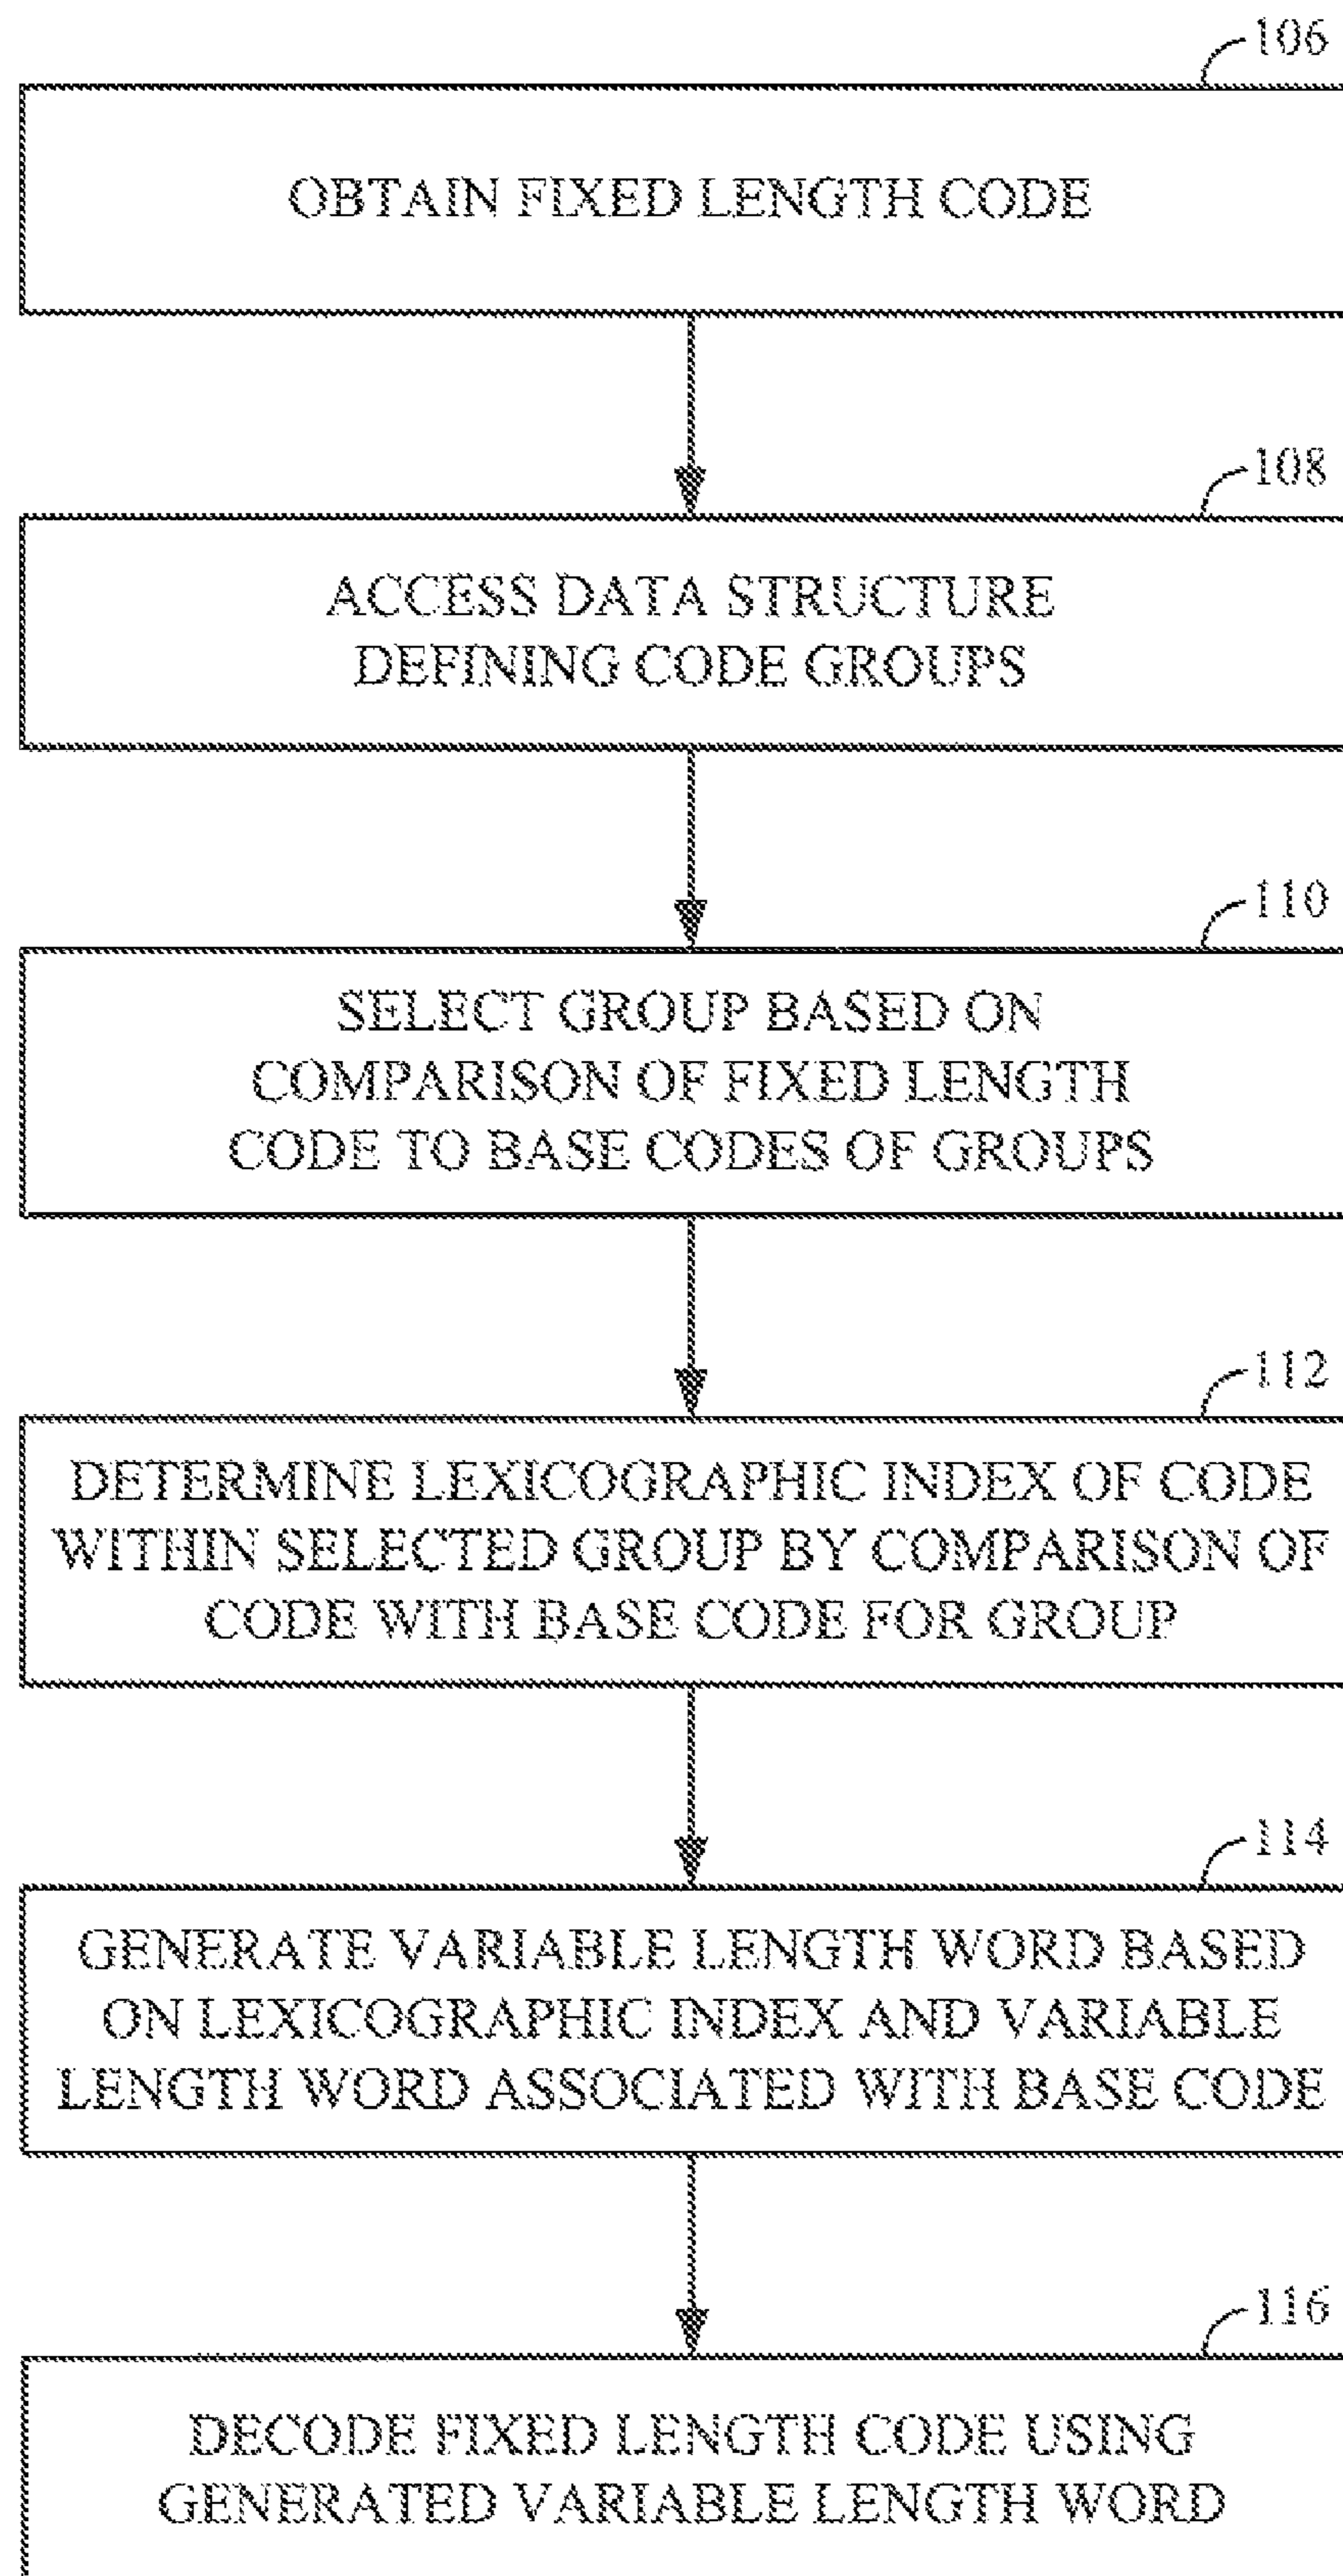 106
OBTAIN FIXED LENGTH CODE
108
ACCESS DATA STRUCTURE
DEFINING CODE GROUPS
110
SELECT GROUP BASED ON
COMPARISON OF FIXED LENGTH
CODE TO BASE CODES OF GROUPS
112
DETERMINE LEXICOGRAPHIC INDEX OF CODE
WITHIN SELECTED GROUP BY COMPARISON OF
CODE WITH BASE CODE FOR GROUP
114
GENERATE VARIABLE LENGTH WORD BASED
ON LEXICOGRAPHIC INDEX AND VARIABLE
LENGTH WORD ASSOCIATED WITH BASE CODE
116
DECODE FIXED LENGTH CODE USING
GENERATED VARIABLE LENGTH WORD